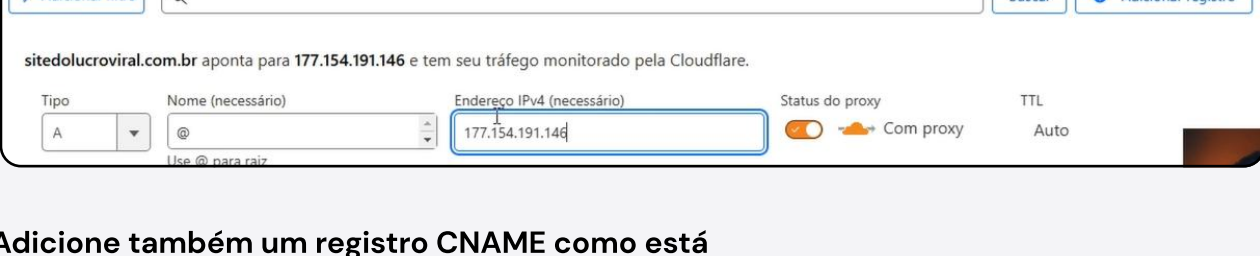 sitedolucroviral.com.br aponta para 177.154.191.146 e tem seu tráfego monitorado pela Cloudflare.
Tipo Nome (necessário) Endereço IPv4 (necessário) Status do proxy TTL
A @ 177.154.191.146 Com proxy Auto
Use @ para raiz
Adicione também um registro CNAME como está